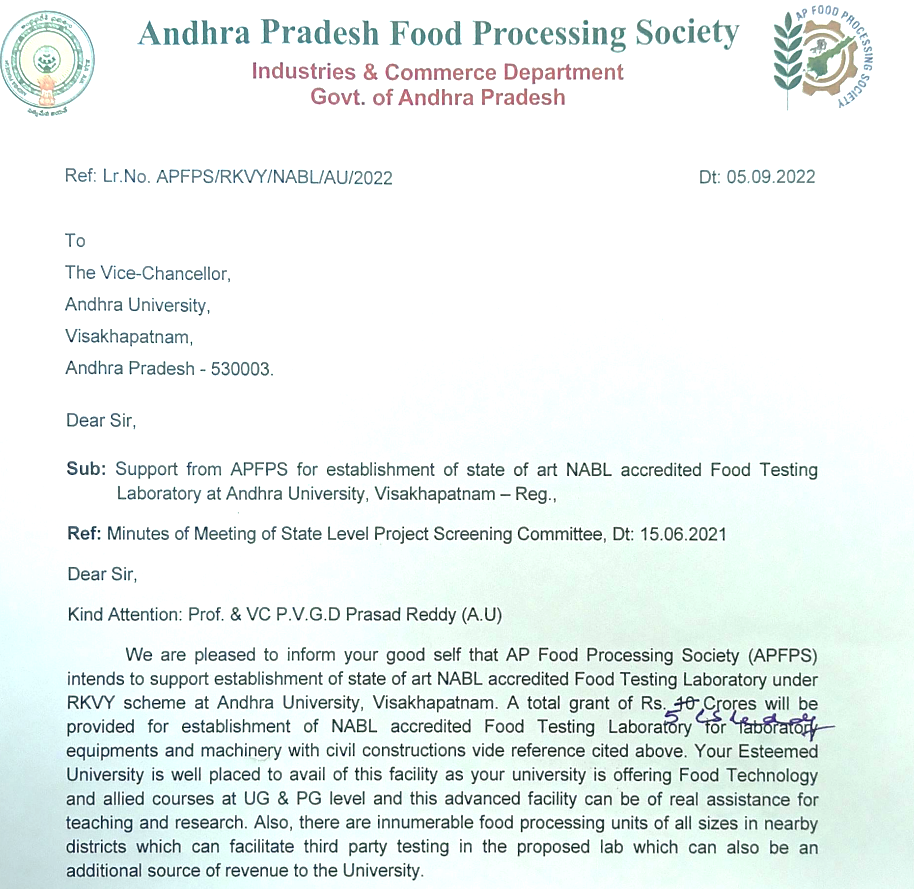 Andhra Pradesh Food Processing Society
Industries & Commerce Department
Govt. of Andhra Pradesh
AP FOOD PROCESSING SOCIETY
Ref: Lr.No. APFPS/RKVY/NABL/AU/2022 Dt: 05.09.2022
To
The Vice-Chancellor,
Andhra University,
Visakhapatnam,
Andhra Pradesh - 530003.
Dear Sir,
Sub: Support from APFPS for establishment of state of art NABL accredited Food Testing
Laboratory at Andhra University, Visakhapatnam – Reg.,
Ref: Minutes of Meeting of State Level Project Screening Committee, Dt: 15.06.2021
Dear Sir,
Kind Attention: Prof. & VC P.V.G.D Prasad Reddy (A.U)
We are pleased to inform your good self that AP Food Processing Society (APFPS)
intends to support establishment of state of art NABL accredited Food Testing Laboratory under
RKVY scheme at Andhra University, Visakhapatnam. A total grant of Rs. 10 Crores will be
5
provided for establishment of NABL accredited Food Testing Laboratory for laboratory
equipments and machinery with civil constructions vide reference cited above. Your Esteemed
University is well placed to avail of this facility as your university is offering Food Technology
and allied courses at UG & PG level and this advanced facility can be of real assistance for
teaching and research. Also, there are innumerable food processing units of all sizes in nearby
districts which can facilitate third party testing in the proposed lab which can also be an
additional source of revenue to the University.